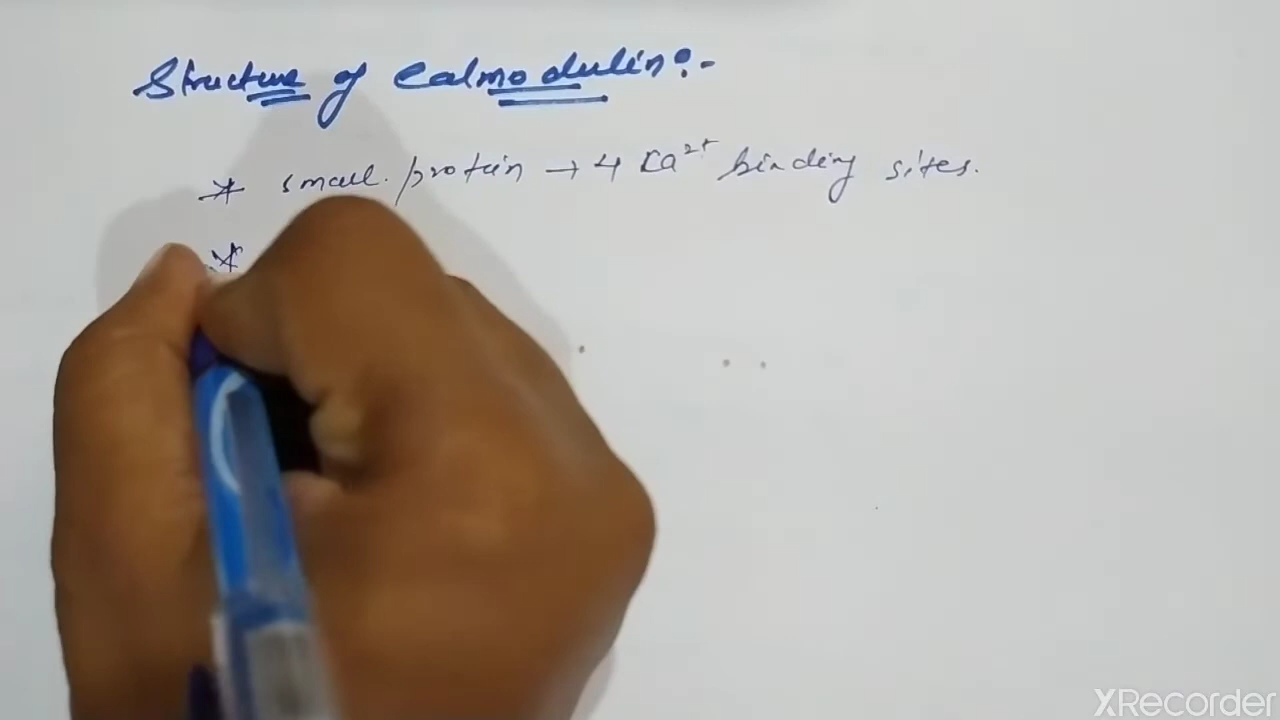 Structure of Calmodulin:-
* small protein → 4 Ca²⁺ binding sites.
*
XRecorder